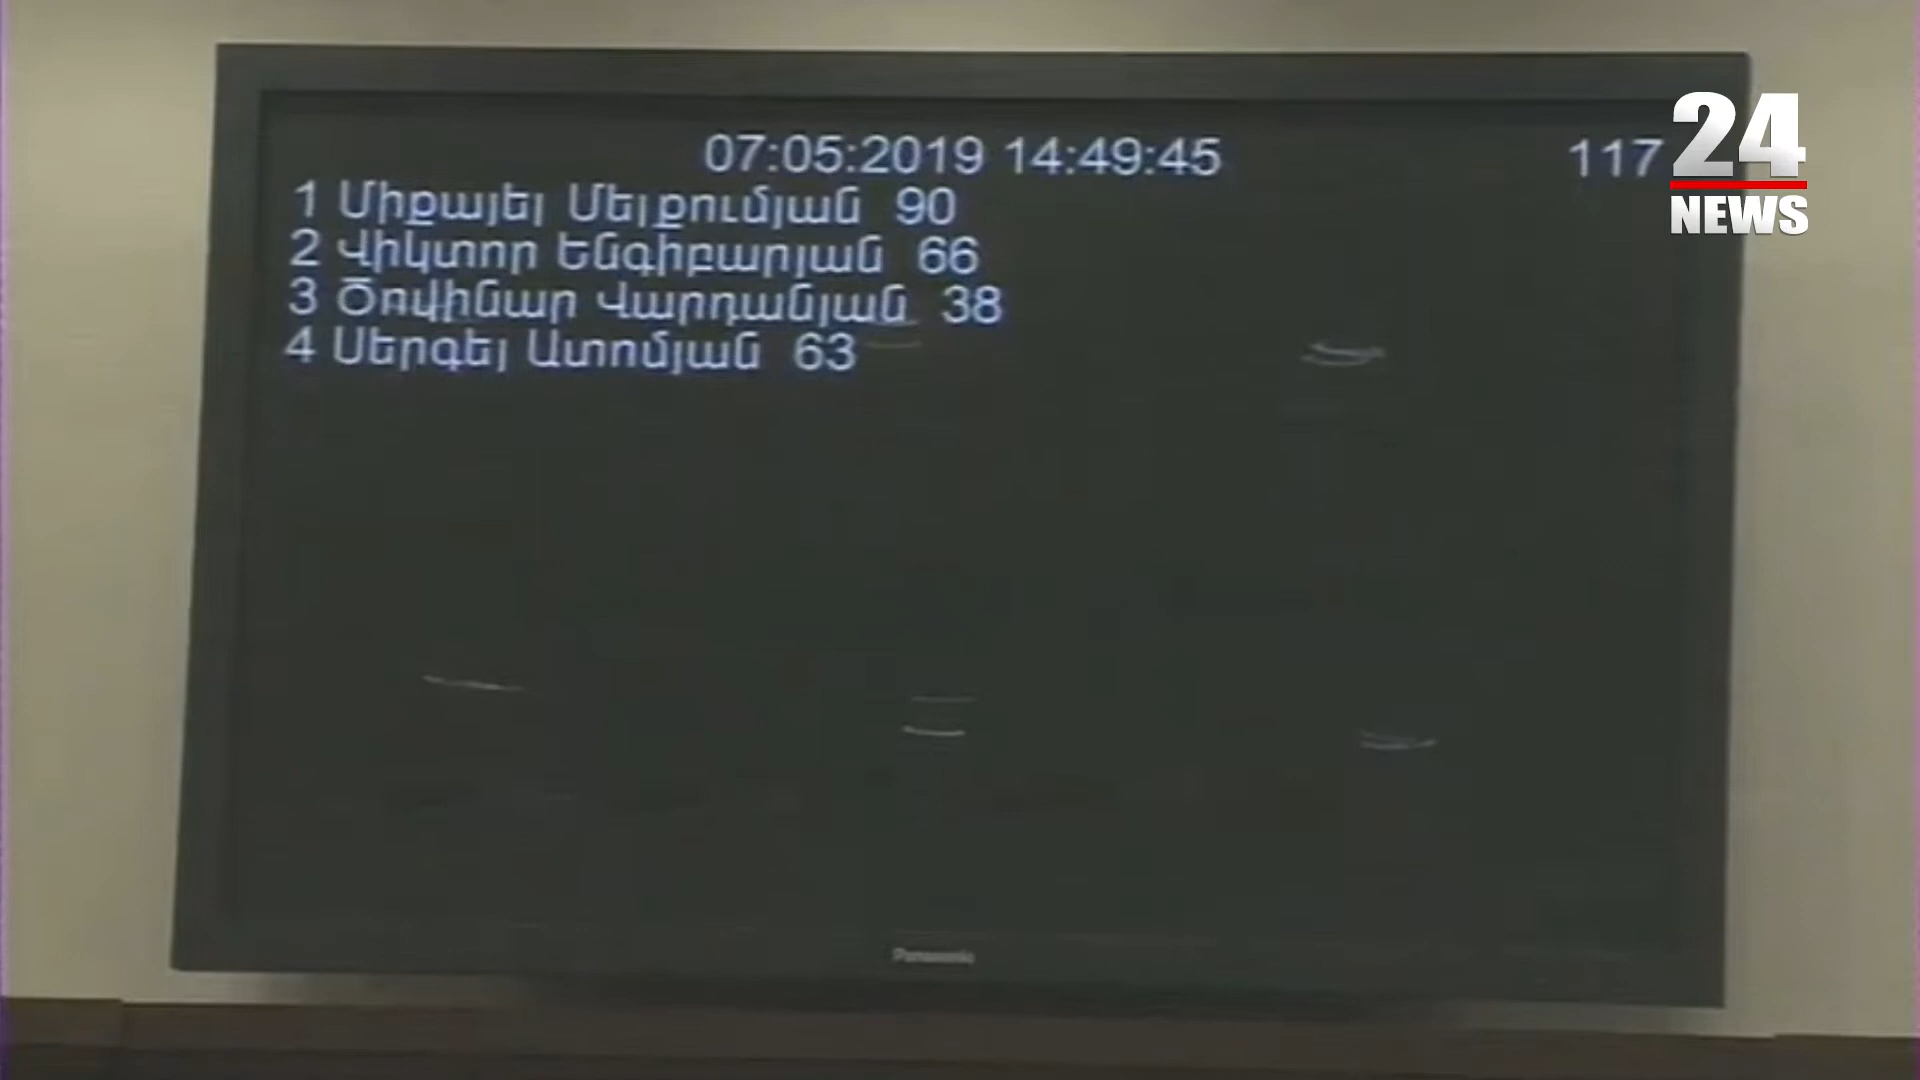 07:05:2019 14:49:45 117
1 Միքայել Մելքումյան 90
2 Վիկտոր Ենգիբարյան 66
3 Ծովինար Վարդանյան 38
4 Սերգեյ Ատոմյան 63
Panasonic
24
NEWS